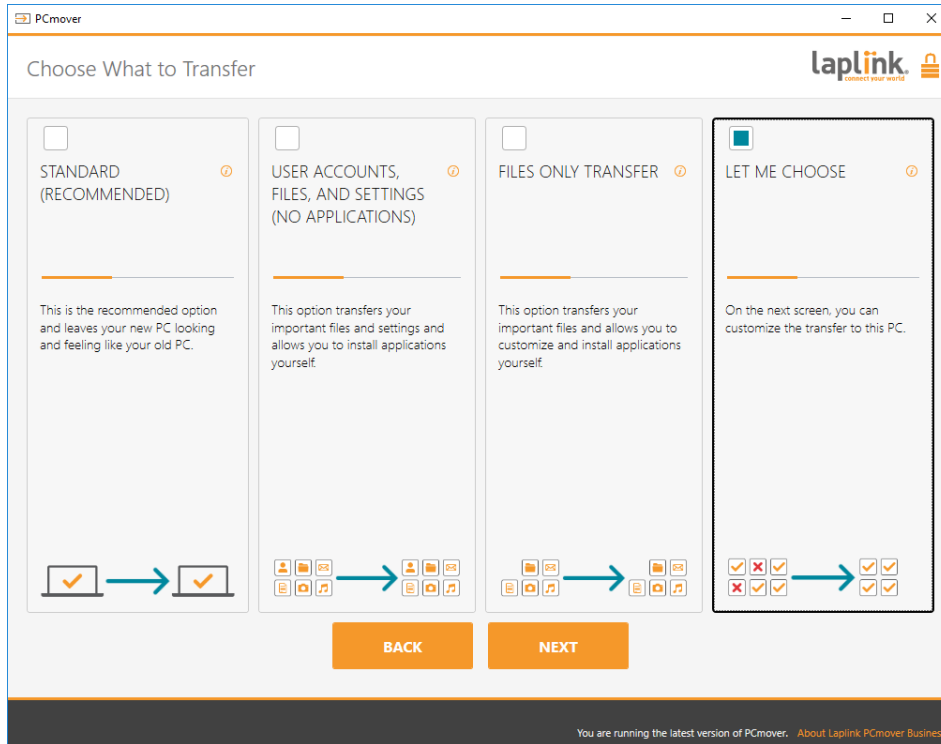 PCmover
Choose What to Transfer
laplink.
connect your world
STANDARD
(RECOMMENDED)
This is the recommended option
and leaves your new PC looking
and feeling like your old PC.
USER ACCOUNTS,
FILES, AND SETTINGS
(NO APPLICATIONS)
This option transfers your
important files and settings and
allows you to install applications
yourself.
FILES ONLY TRANSFER
This option transfers your
important files and allows you to
customize and install applications
yourself.
LET ME CHOOSE
On the next screen, you can
customize the transfer to this PC.
BACK
NEXT
You are running the latest version of PCmover. About Laplink PCmover Busines